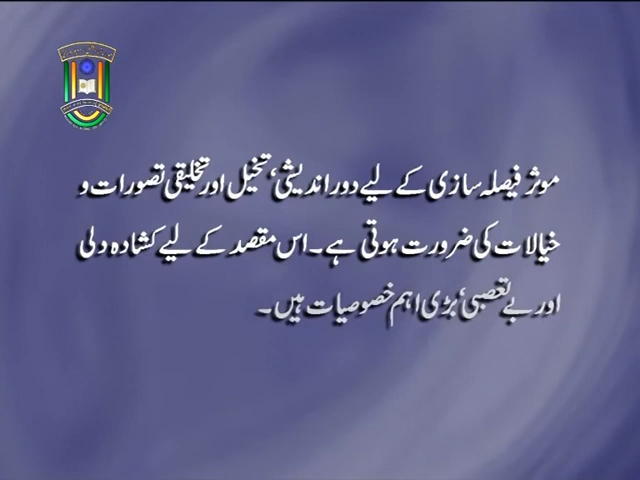 موثر فیصلہ سازی کے لیے دور اندیشی‘ تخیل اور تخلیقی تصورات و
خیالات کی ضرورت ہوتی ہے۔ اس مقصد کے لیے کشادہ دلی
اور بے تعصبی‘ بڑی اہم خصوصیات ہیں۔